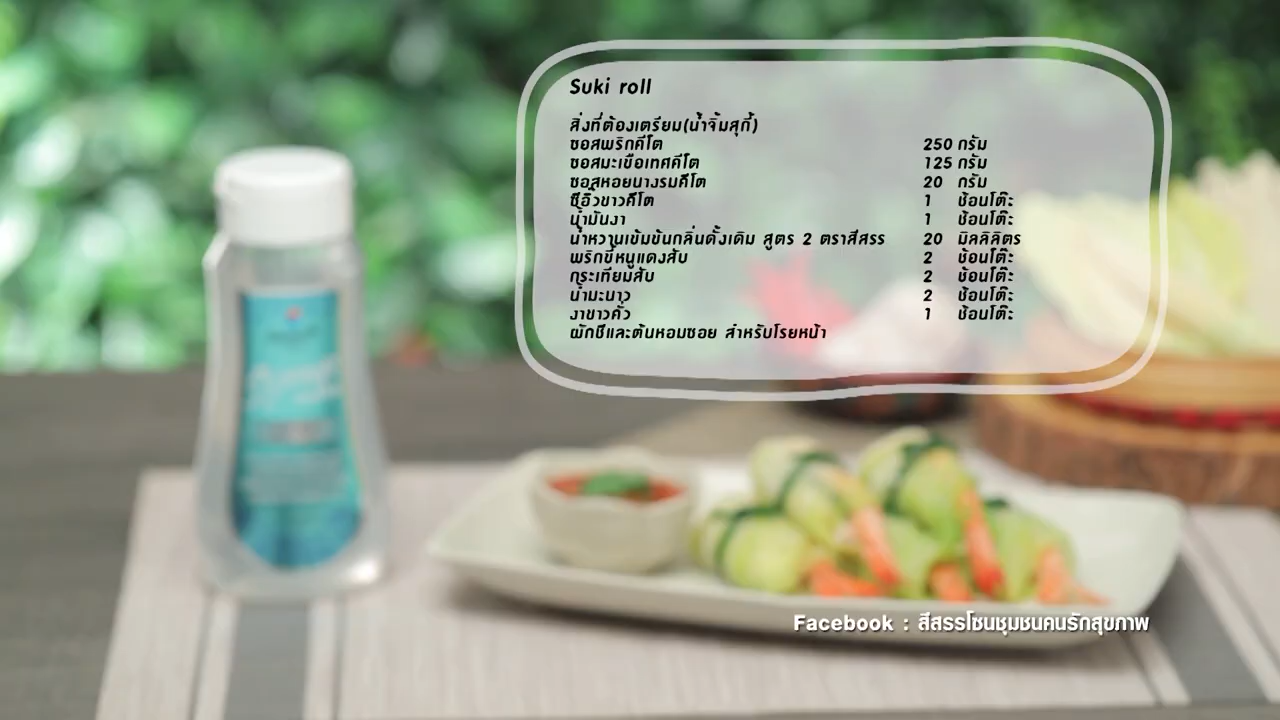 Suki roll
สิ่งที่ต้องเตรียม(น้ำจิ้มสุกี้)
ซอสพริกคีโต 250 กรัม
ซอสมะเขือเทศคีโต 125 กรัม
ซอสหอยนางรมคีโต 20 กรัม
ซีอิ๊วขาวคีโต 1 ช้อนโต๊ะ
น้ำมันงา 1 ช้อนโต๊ะ
น้ำหวานเข้มข้นกลิ่นดั้งเดิม สูตร 2 ตราสีสรร 20 มิลลิลิตร
พริกขี้หนูแดงสับ 2 ช้อนโต๊ะ
กระเทียมสับ 2 ช้อนโต๊ะ
น้ำมะนาว 2 ช้อนโต๊ะ
งาขาวคั่ว 1 ช้อนโต๊ะ
ผักชีและต้นหอมซอย สำหรับโรยหน้า
Facebook : สีสรรโซนชุมชนคนรักสุขภาพ